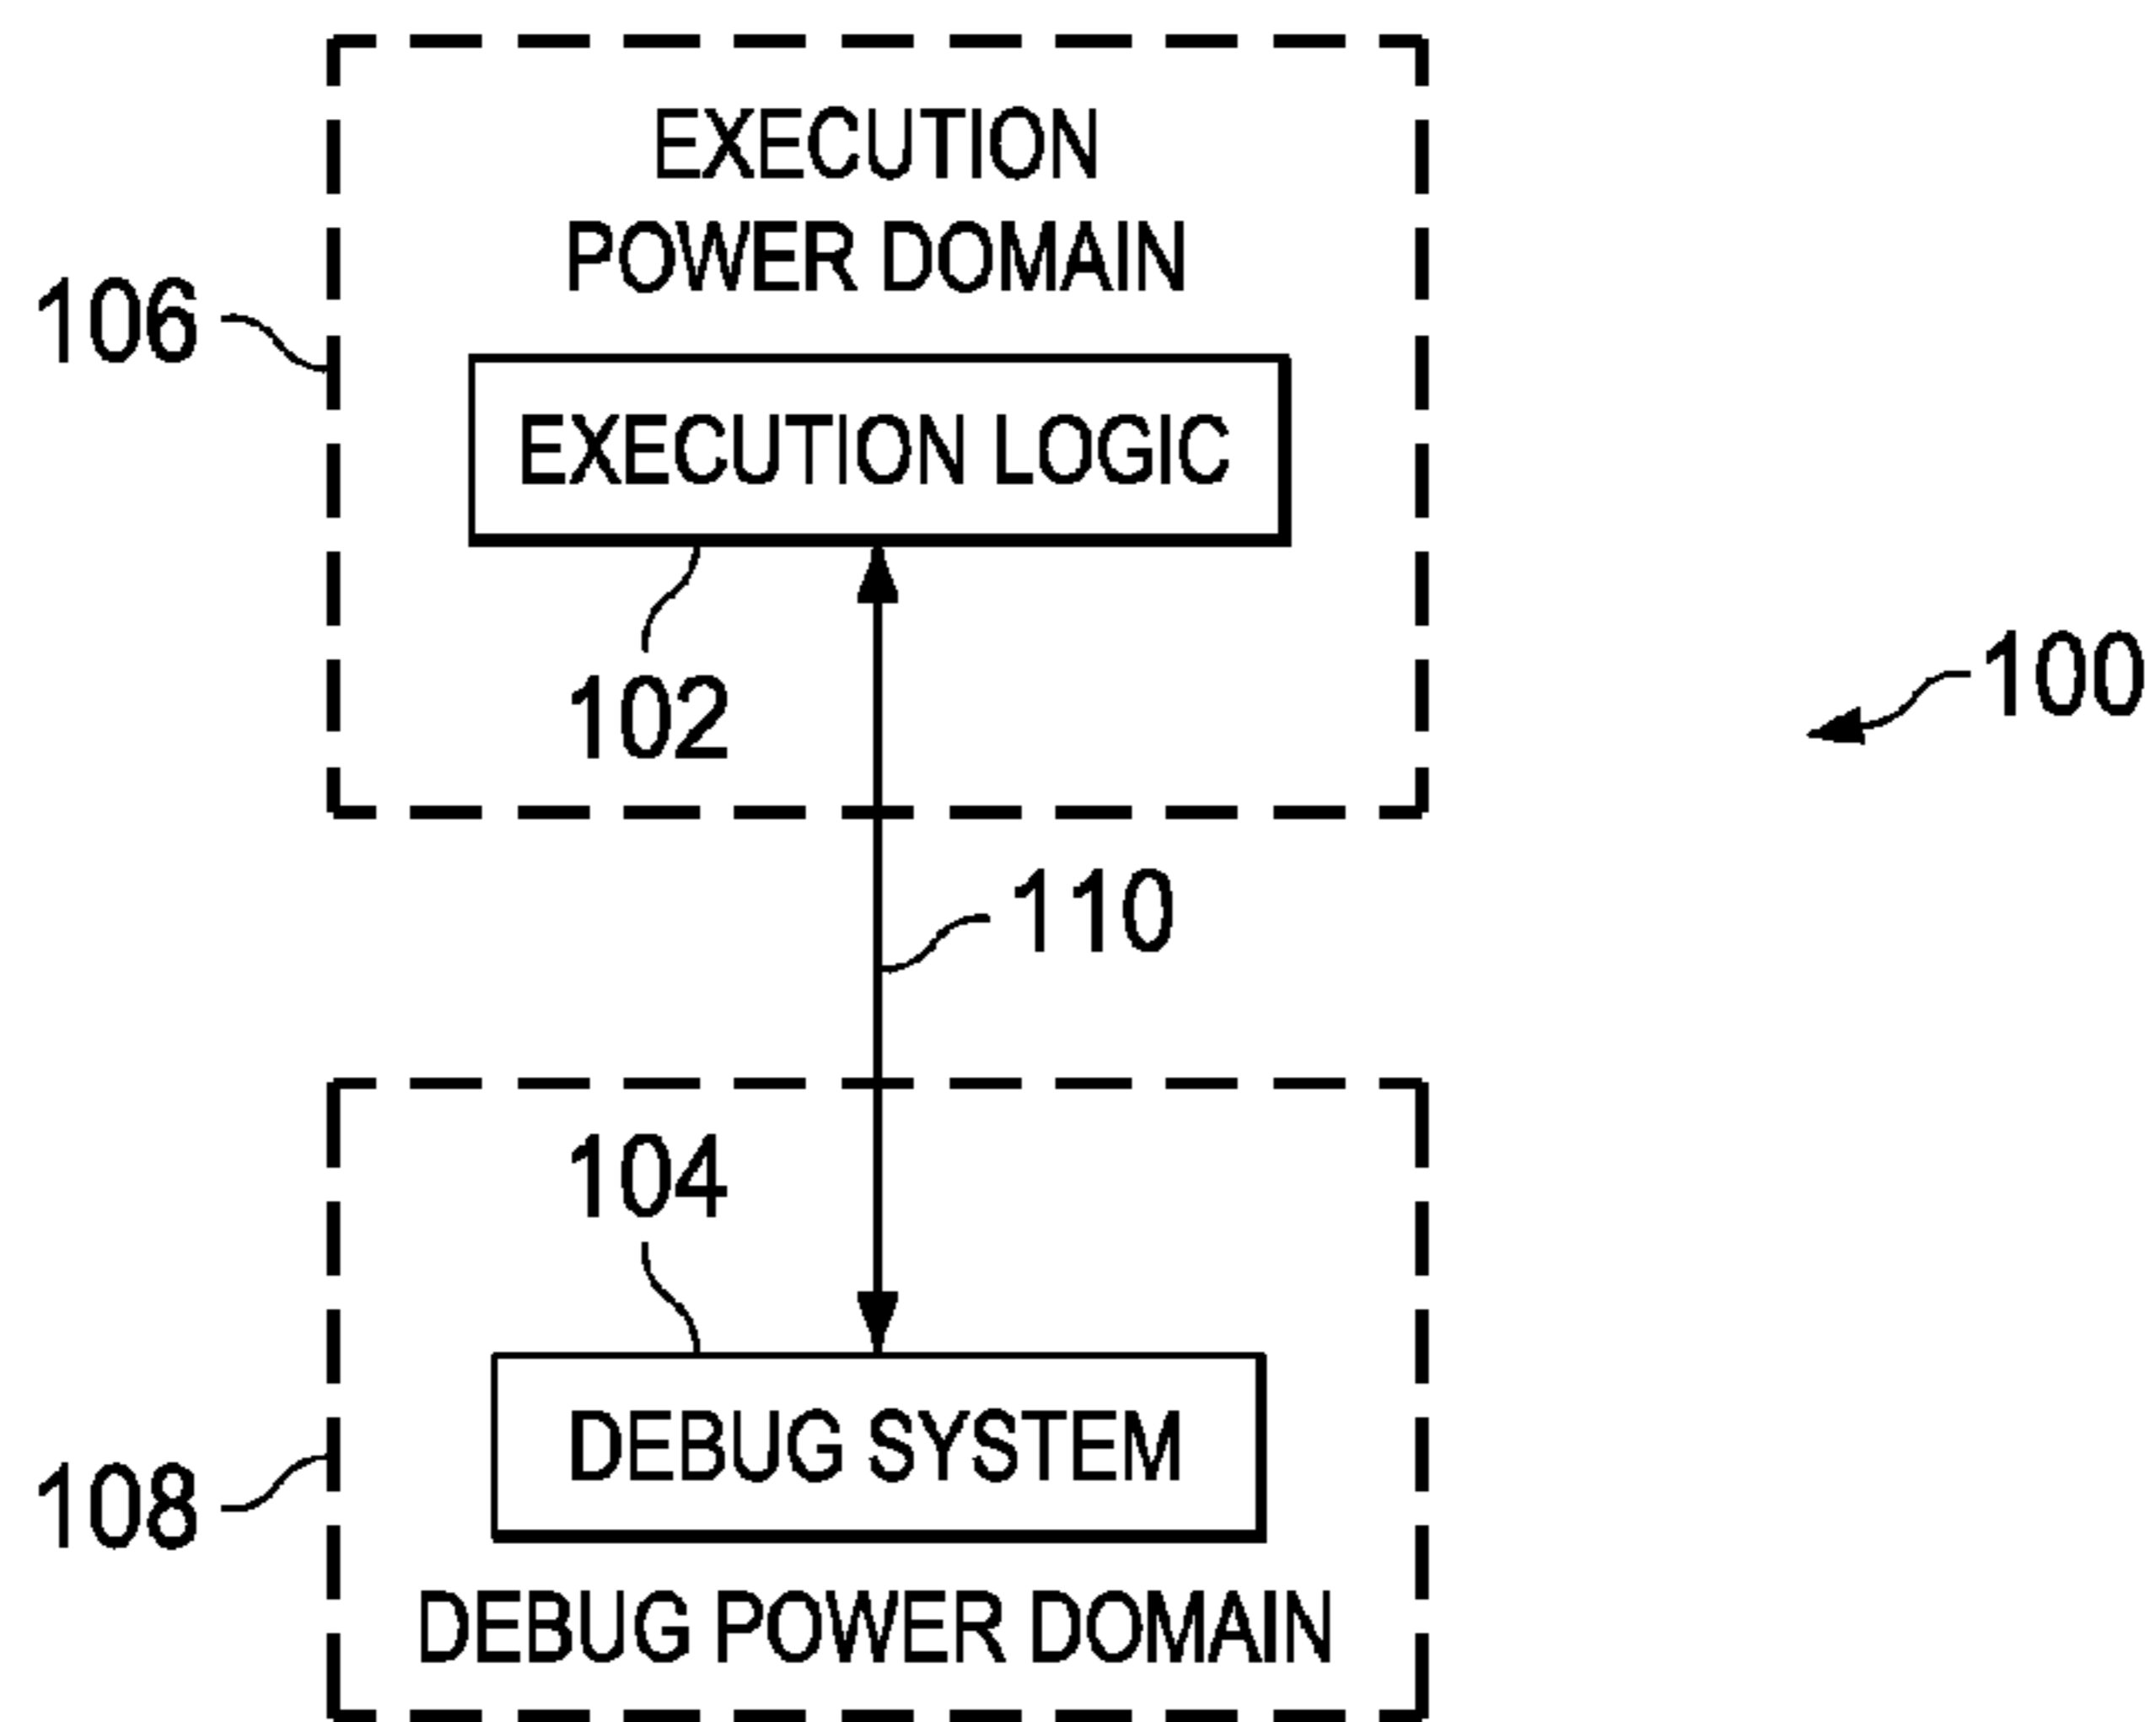 EXECUTION
POWER DOMAIN
106
EXECUTION LOGIC
102
100
110
104
DEBUG SYSTEM
108
DEBUG POWER DOMAIN